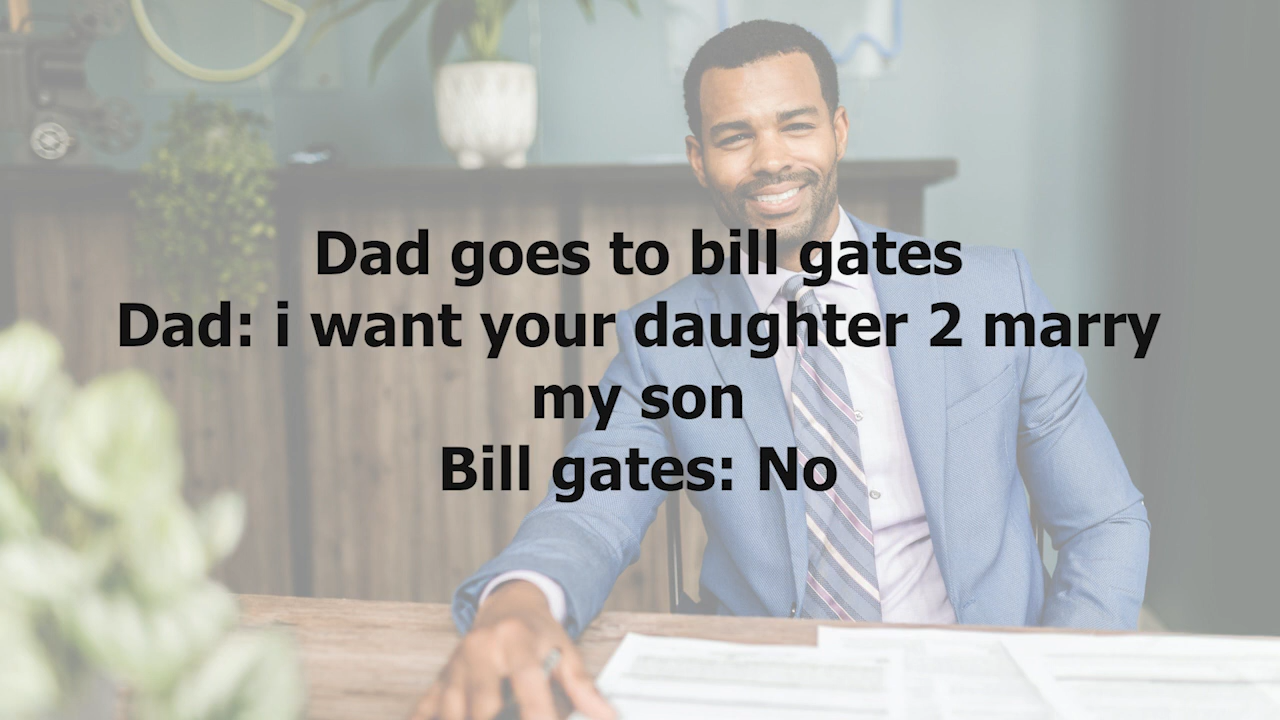 Dad goes to bill gates
Dad: i want your daughter 2 marry
my son
Bill gates: No